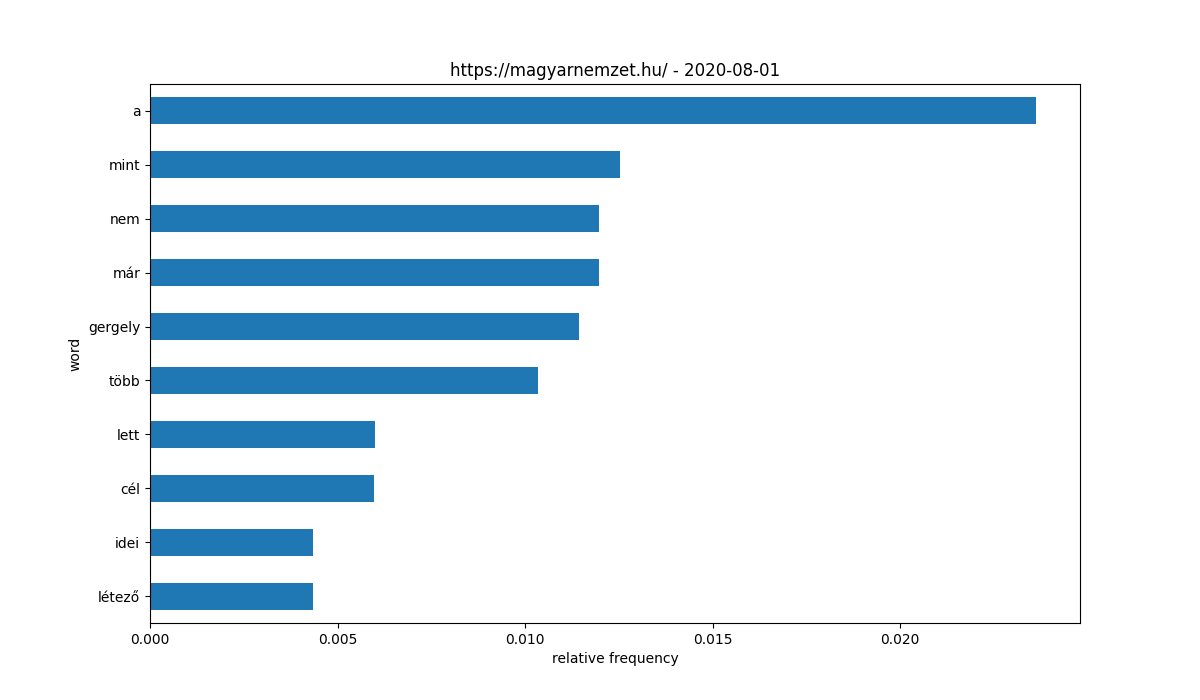 https://magyarnemzet.hu/ - 2020-08-01
a
mint
nem
már
gergely
több
lett
cél
idei
létező
word
0.000 0.005 0.010 0.015 0.020
relative frequency